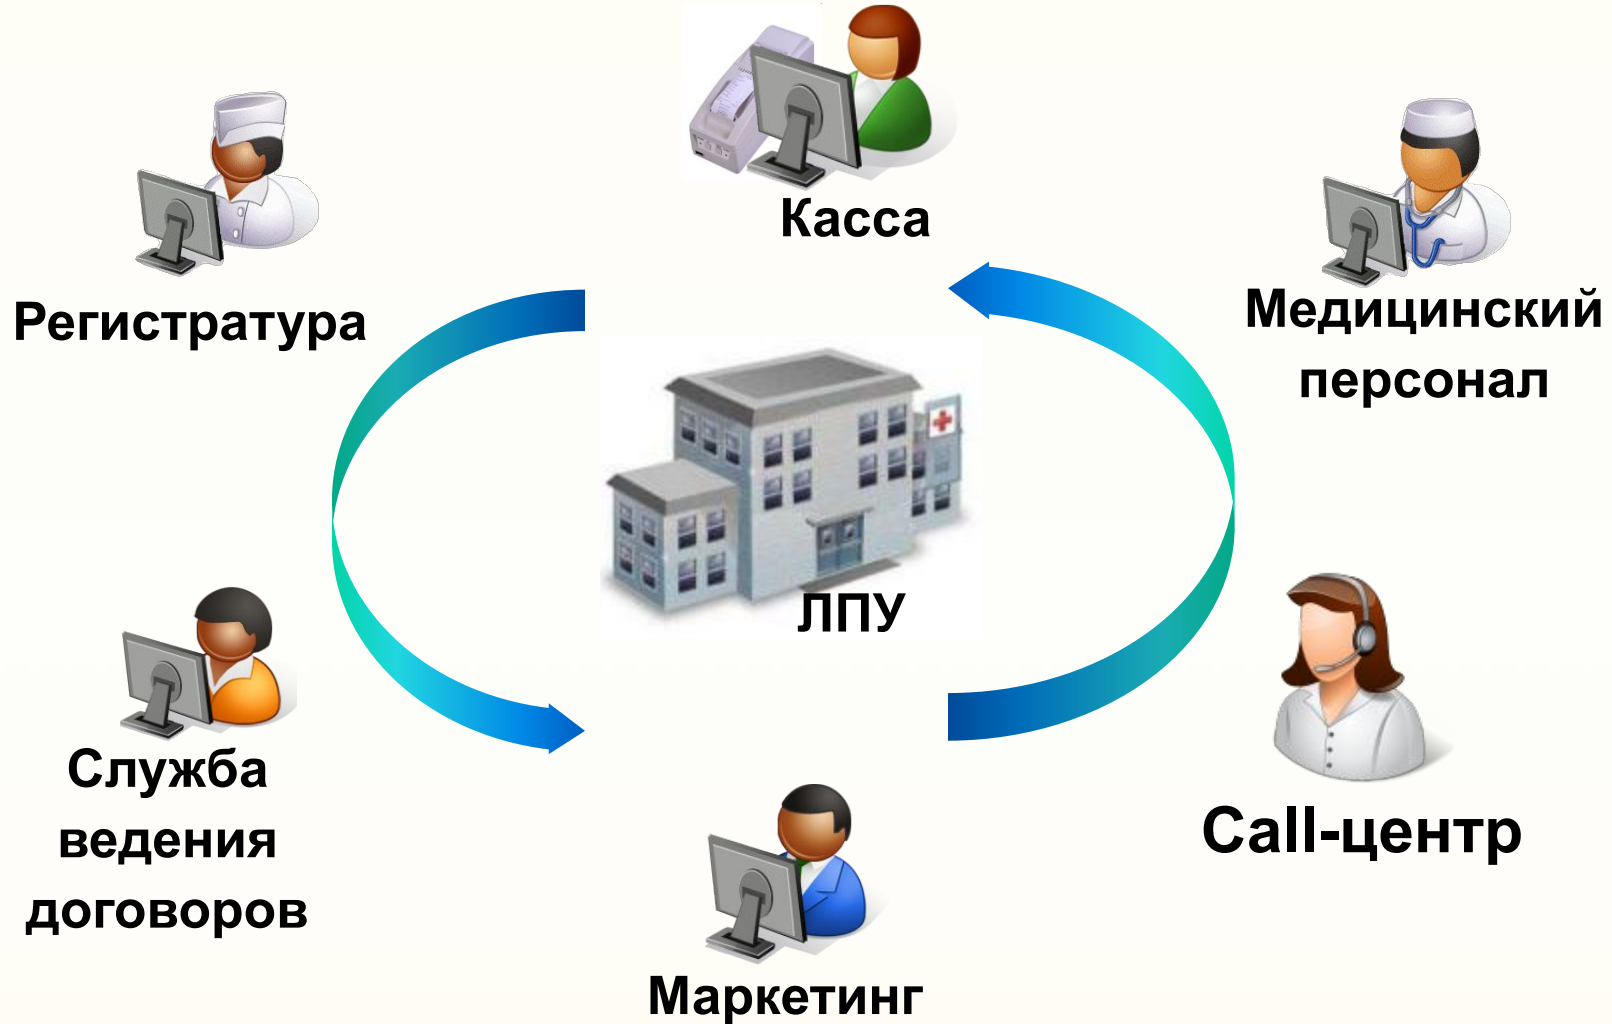 Касса
Регистратура
Медицинский
персонал
ЛПУ
Служба
ведения
договоров
Call-центр
Маркетинг